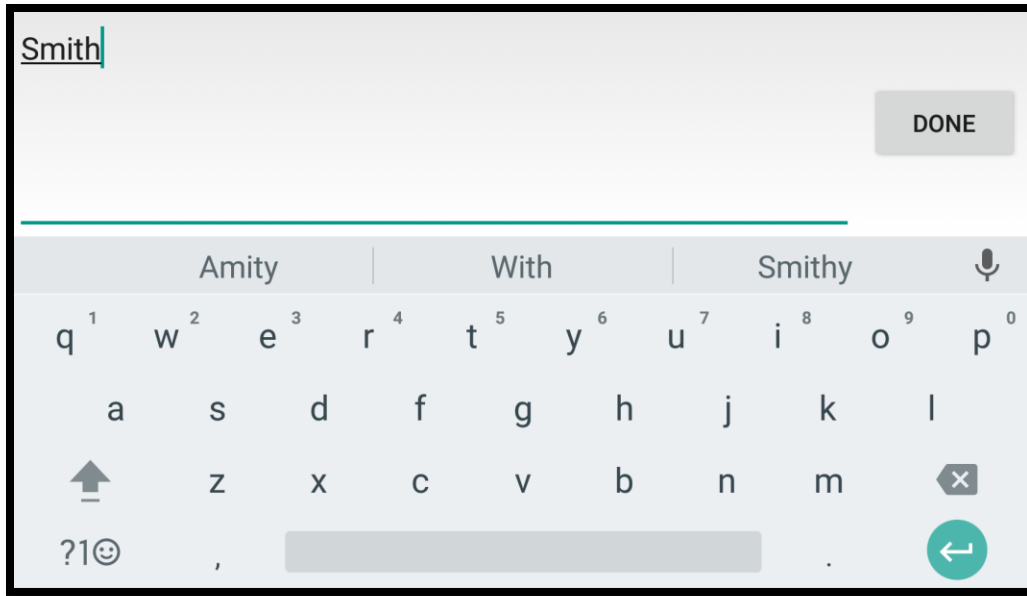 Smith
DONE
Amity With Smithy
q 1 w 2 e 3 r 4 t 5 y 6 u 7 i 8 o 9 p 0
a s d f g h j k l
z x c v b n m
?1☺ , .